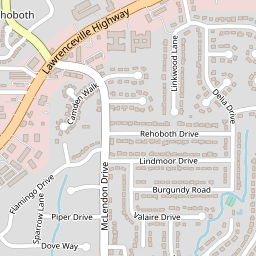 Rehoboth
Lawrenceville Highway
Linkwood Lane
Delia Drive
Camden Walk
Rehoboth Drive
Lindmoor Drive
McLendon Drive
Flamingo Drive
Burgundy Road
Sparrow Lane
Piper Drive
Valaire Drive
Dove Way